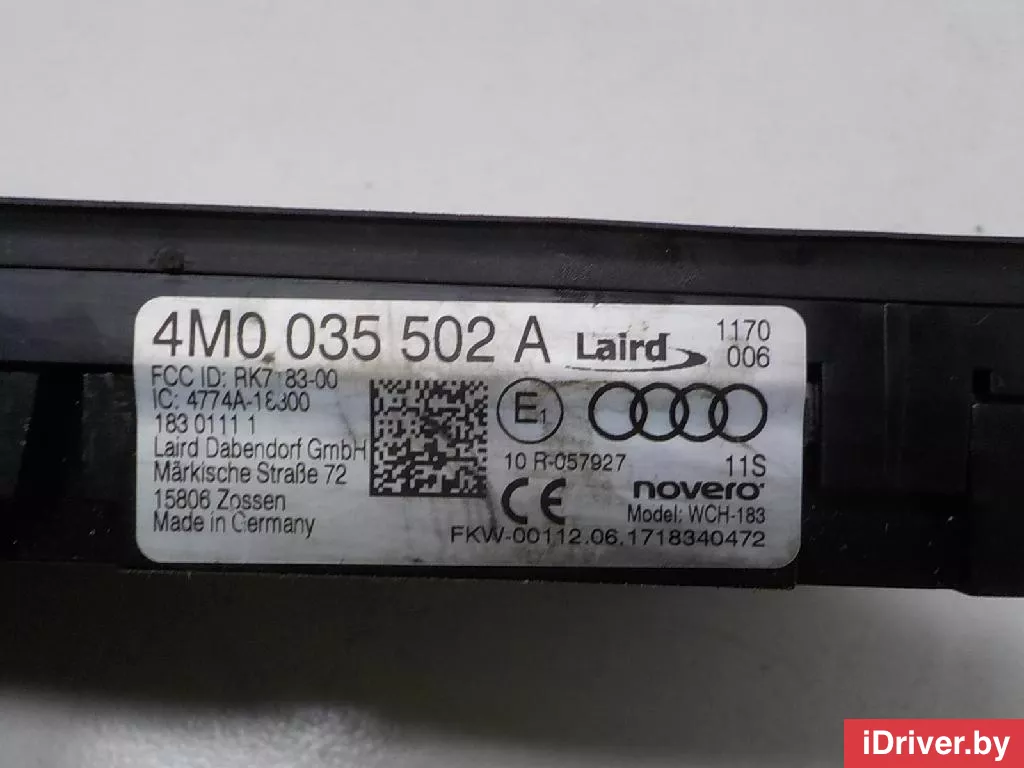 4M0 035 502 A
Laird
1170
006
FCC ID: RK7 83-00
IC: 4774A-18300
183 0111 1
Laird Dabendorf GmbH
Märkische Straße 72
15806 Zossen
Made in Germany
E1
10 R-057927
11S
CE
novero
Model: WCH-183
FKW-00112.06.1718340472
iDriver.by